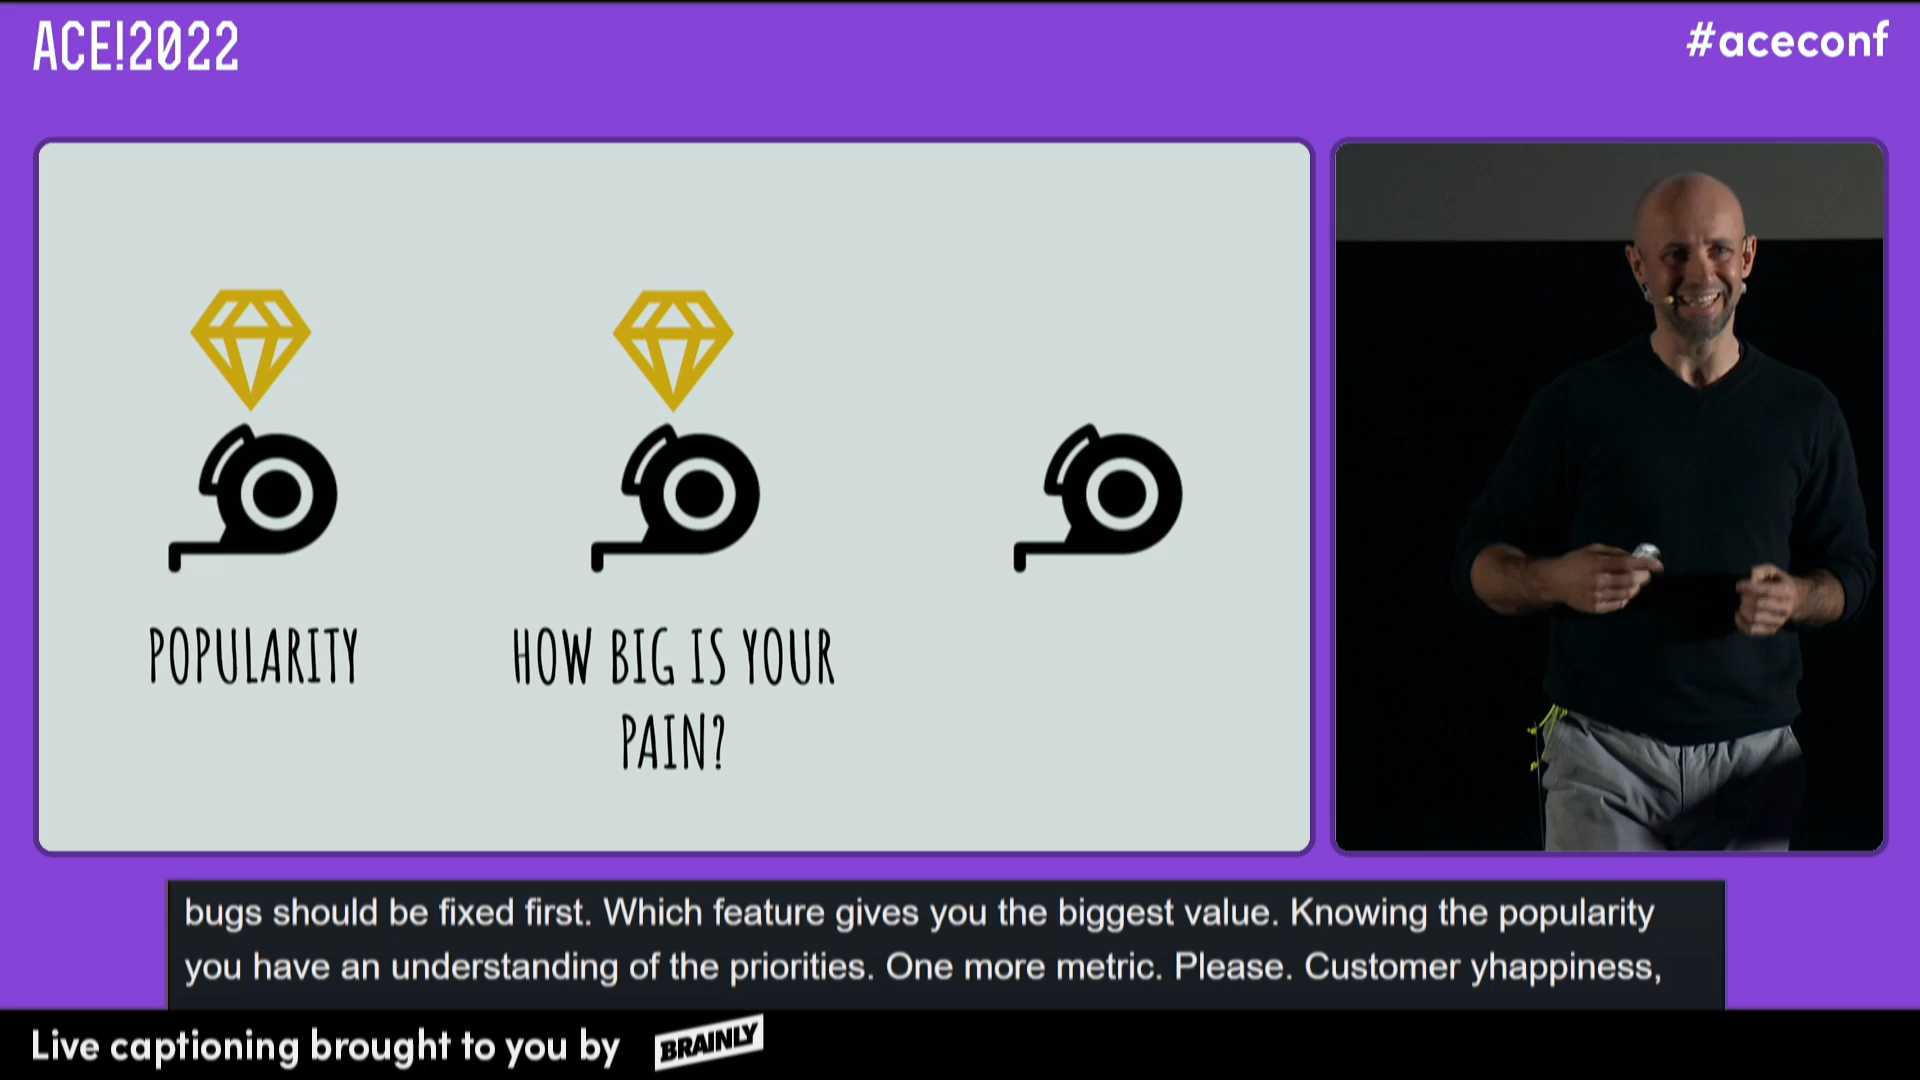 ACE!2022
#aceconf
POPULARITY
HOW BIG IS YOUR
PAIN?
bugs should be fixed first. Which feature gives you the biggest value. Knowing the popularity
you have an understanding of the priorities. One more metric. Please. Customer yhappiness,
Live captioning brought to you by BRAINLY